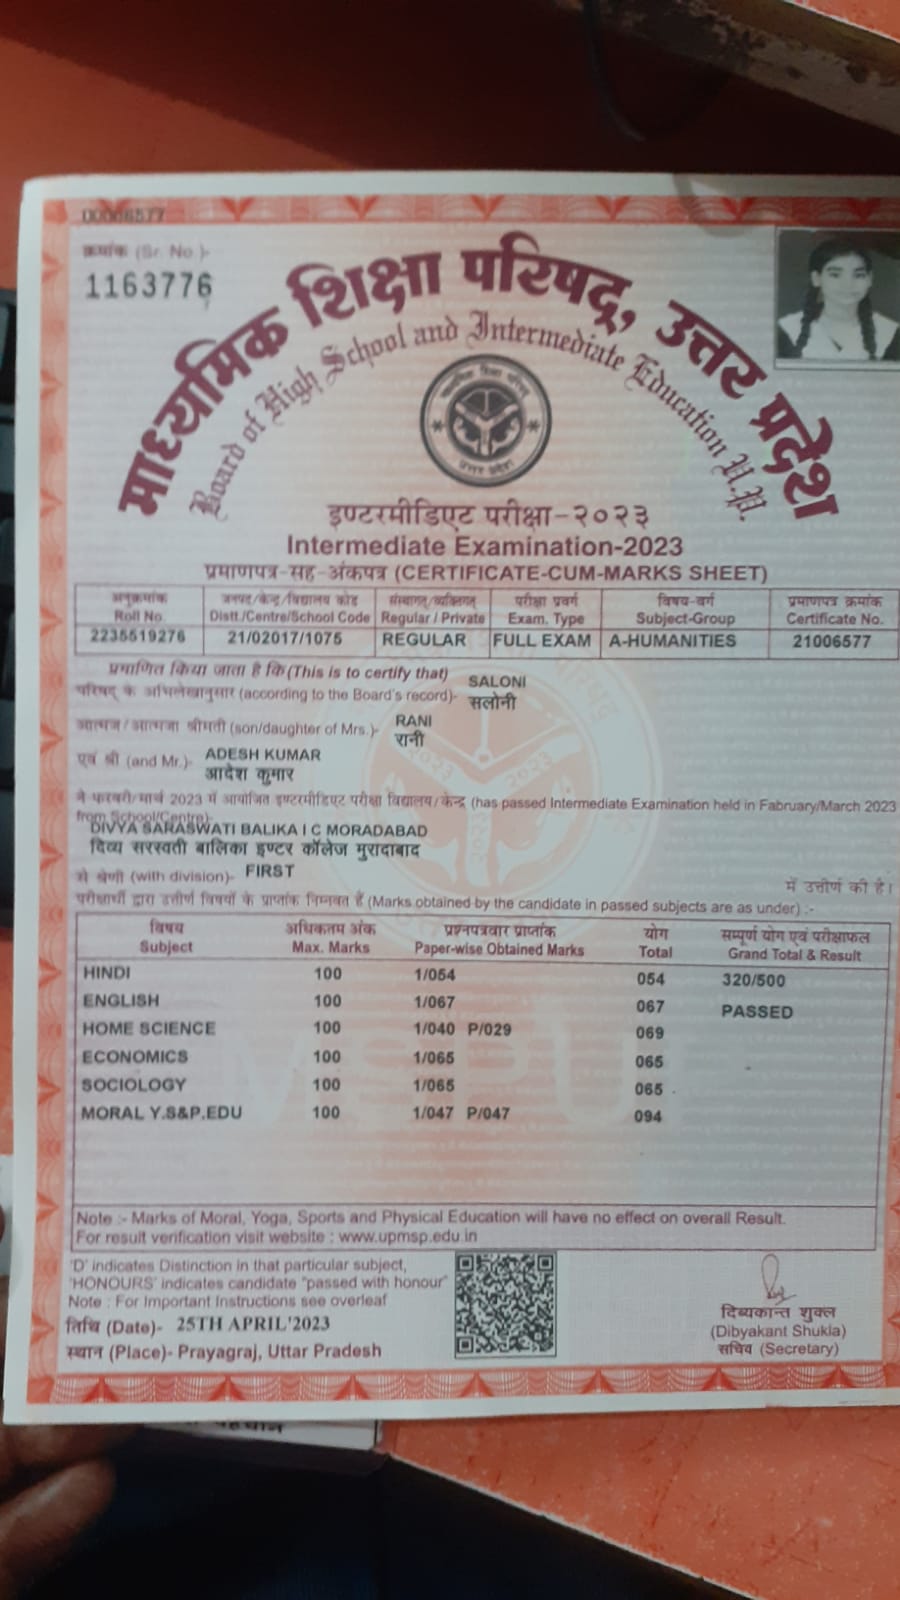 00006577
क्रमांक (Sr. No.)-
1163776
माध्यमिक शिक्षा परिषद्, उत्तर प्रदेश
Board of High School and Intermediate Education U.P.
इण्टरमीडिएट परीक्षा-२०२३
Intermediate Examination-2023
प्रमाणपत्र-सह-अंकपत्र (CERTIFICATE-CUM-MARKS SHEET)
अनुक्रमांक जनपद/केन्द्र/विद्यालय कोड संस्थागत/व्यक्तिगत परीक्षा प्रवर्ग विषय-वर्ग प्रमाणपत्र क्रमांक
Roll No. Distt./Centre/School Code Regular / Private Exam. Type Subject-Group Certificate No.
2235519276 21/02017/1075 REGULAR FULL EXAM A-HUMANITIES 21006577
प्रमाणित किया जाता है कि (This is to certify that)
SALONI
परिषद् के अभिलेखानुसार (according to the Board's record)- सलोनी
RANI
आत्मज/आत्मजा श्रीमती (son/daughter of Mrs.)- रानी
एवं श्री (and Mr.)- ADESH KUMAR
आदेश कुमार
ने फरवरी/मार्च 2023 में आयोजित इण्टरमीडिएट परीक्षा विद्यालय/केन्द्र (has passed Intermediate Examination held in Fabruary/March 2023
from School/Centre)-
DIVYA SARASWATI BALIKA I C MORADABAD
दिव्य सरस्वती बालिका इण्टर कॉलेज मुरादाबाद
से श्रेणी (with division)- FIRST में उत्तीर्ण की है।
परीक्षार्थी द्वारा उत्तीर्ण विषयों के प्राप्तांक निम्नवत हैं (Marks obtained by the candidate in passed subjects are as under) :-
विषय अधिकतम अंक प्रश्नपत्रवार प्राप्तांक योग सम्पूर्ण योग एवं परीक्षाफल
Subject Max. Marks Paper-wise Obtained Marks Total Grand Total & Result
HINDI 100 1/054 054 320/500
ENGLISH 100 1/067 067 PASSED
HOME SCIENCE 100 1/040 P/029 069
ECONOMICS 100 1/065 065
SOCIOLOGY 100 1/065 065
MORAL Y.S&P.EDU 100 1/047 P/047 094
Note :- Marks of Moral, Yoga, Sports and Physical Education will have no effect on overall Result.
For result verification visit website : www.upmsp.edu.in
'D' indicates Distinction in that particular subject,
'HONOURS' indicates candidate "passed with honour"
Note : For Important Instructions see overleaf
तिथि (Date)- 25TH APRIL'2023
स्थान (Place)- Prayagraj, Uttar Pradesh
दिब्यकान्त शुक्ल
(Dibyakant Shukla)
सचिव (Secretary)